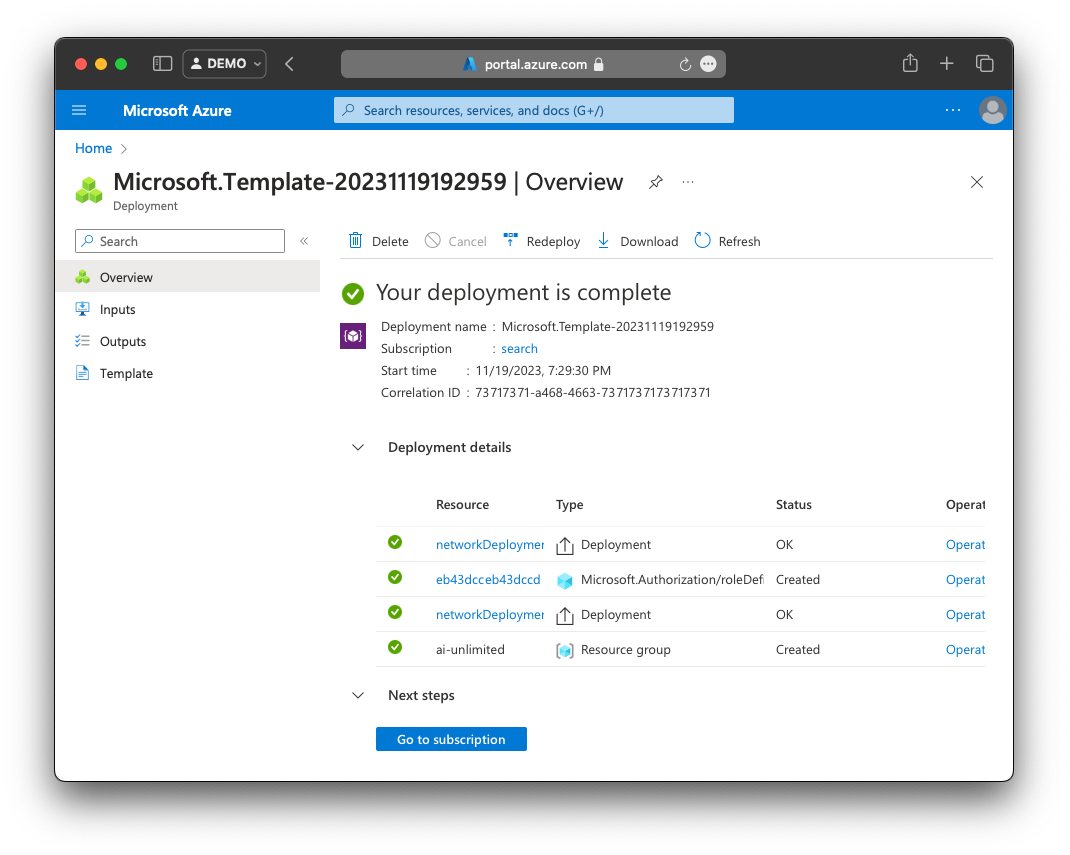 DEMO
portal.azure.com
Microsoft Azure
Search resources, services, and docs (G+/)
...
Home
Microsoft.Template-20231119192959 | Overview
...
Deployment
Search
«
Delete
Cancel
Redeploy
Download
Refresh
Overview
Inputs
Outputs
Template
Your deployment is complete
Deployment name : Microsoft.Template-20231119192959
Subscription : search
Start time : 11/19/2023, 7:29:30 PM
Correlation ID : 73717371-a468-4663-7371737173717371
Deployment details
Resource Type Status Operat
networkDeploymen Deployment OK Operat
eb43dcceb43dccd Microsoft.Authorization/roleDefi Created Operat
networkDeploymen Deployment OK Operat
ai-unlimited Resource group Created Operat
Next steps
Go to subscription